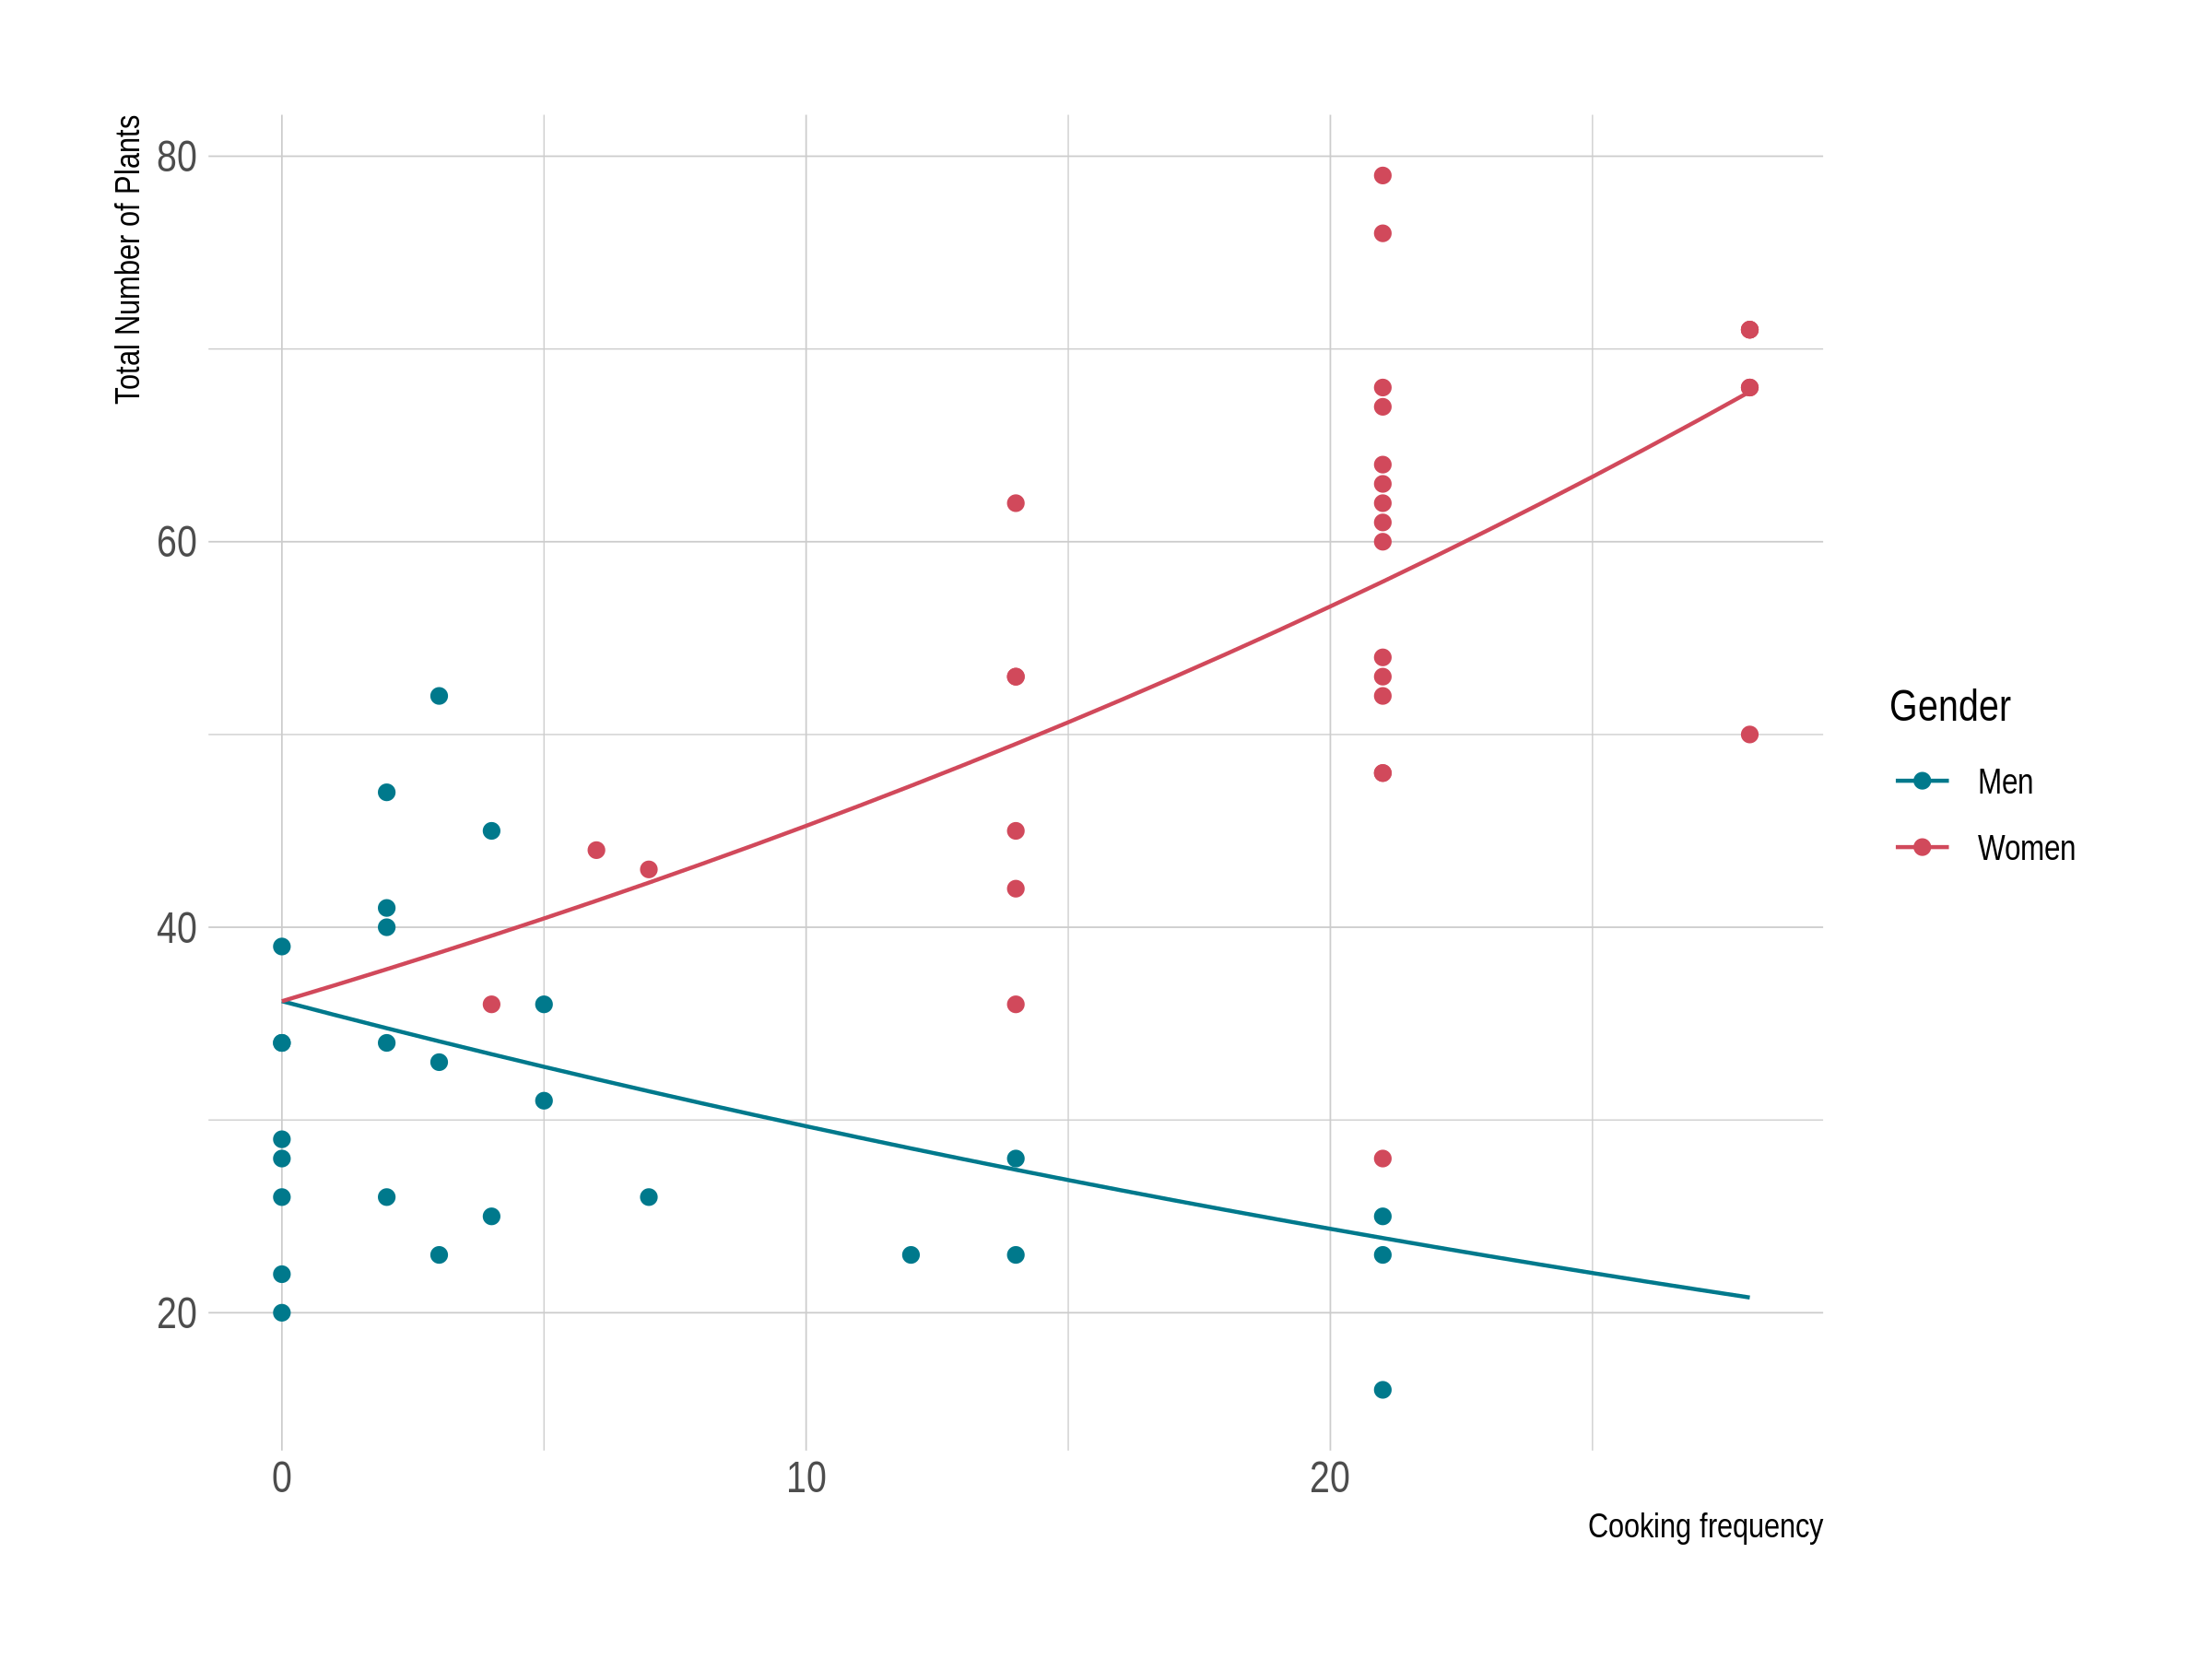 Total Number of Plants
80
60
40
20
0 10 20
Cooking frequency
Gender
Men
Women